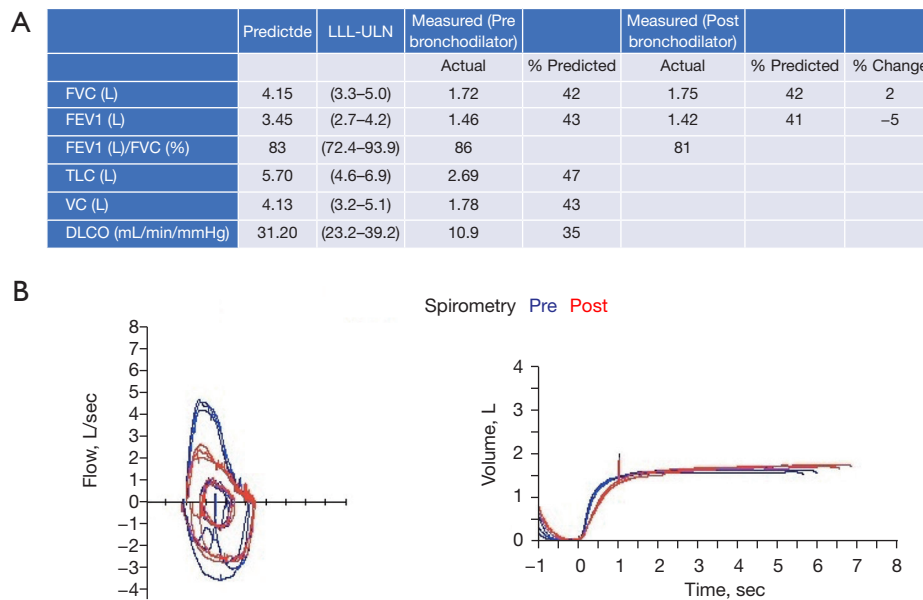 A
Predictde LLL-ULN Measured (Pre bronchodilator) Measured (Post bronchodilator)
Actual % Predicted Actual % Predicted % Change
FVC (L) 4.15 (3.3–5.0) 1.72 42 1.75 42 2
FEV1 (L) 3.45 (2.7–4.2) 1.46 43 1.42 41 −5
FEV1 (L)/FVC (%) 83 (72.4–93.9) 86 81
TLC (L) 5.70 (4.6–6.9) 2.69 47
VC (L) 4.13 (3.2–5.1) 1.78 43
DLCO (mL/min/mmHg) 31.20 (23.2–39.2) 10.9 35
B
Spirometry Pre Post
8
7
6
5
4
3
2
1
0
−1
−2
−3
−4
Flow, L/sec
4
3
2
1
0
Volume, L
−1 0 1 2 3 4 5 6 7 8
Time, sec